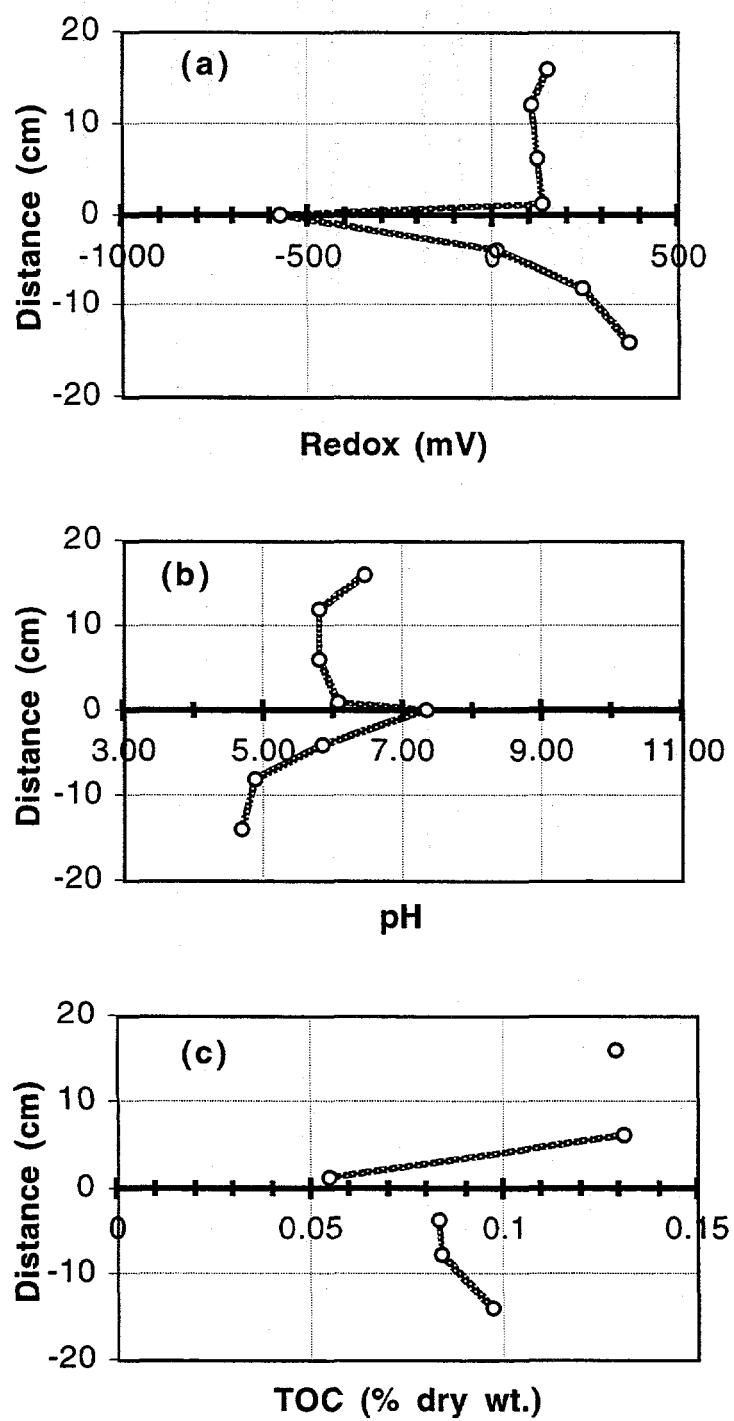 20
(a)
10
0
-1000 -500 0 500
-10
-20
Distance (cm)
Redox (mV)
20
(b)
10
0
3.00 5.00 7.00 9.00 11.00
-10
-20
Distance (cm)
pH
20
(c)
10
0
0 0.05 0.1 0.15
-10
-20
Distance (cm)
TOC (% dry wt.)